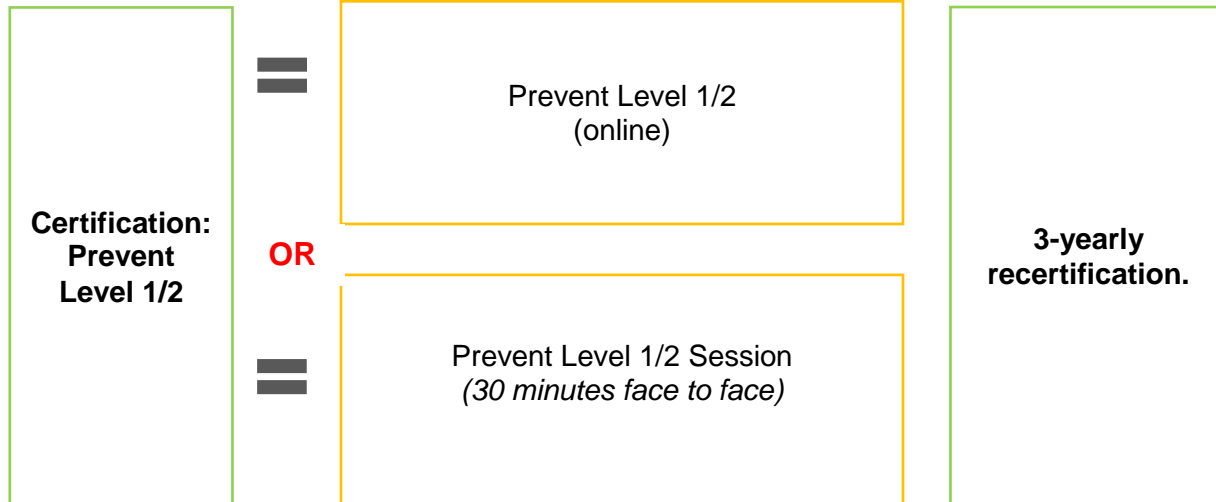 Certification:
Prevent
Level 1/2
=
Prevent Level 1/2
(online)
OR
=
Prevent Level 1/2 Session
(30 minutes face to face)
3-yearly
recertification.